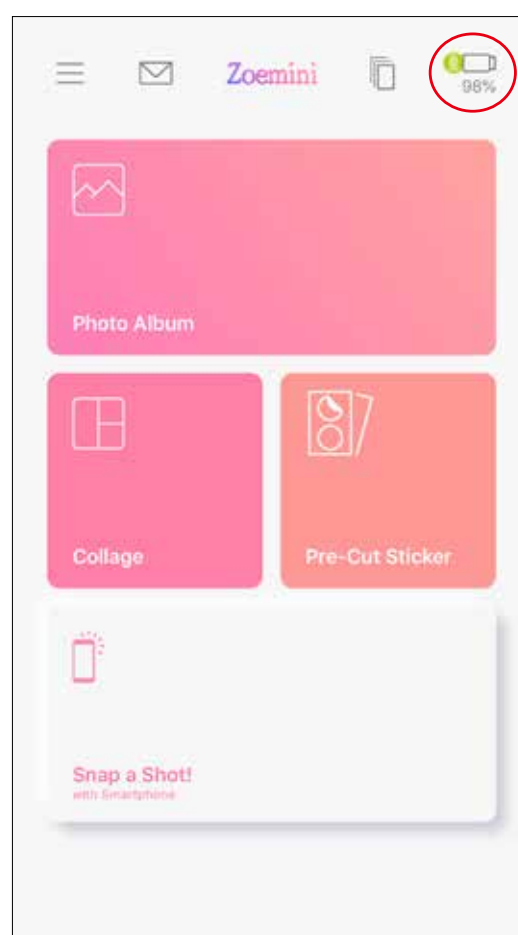 Zoemini
98%
Photo Album
Collage
Pre-Cut Sticker
Snap a Shot!
with Smartphone